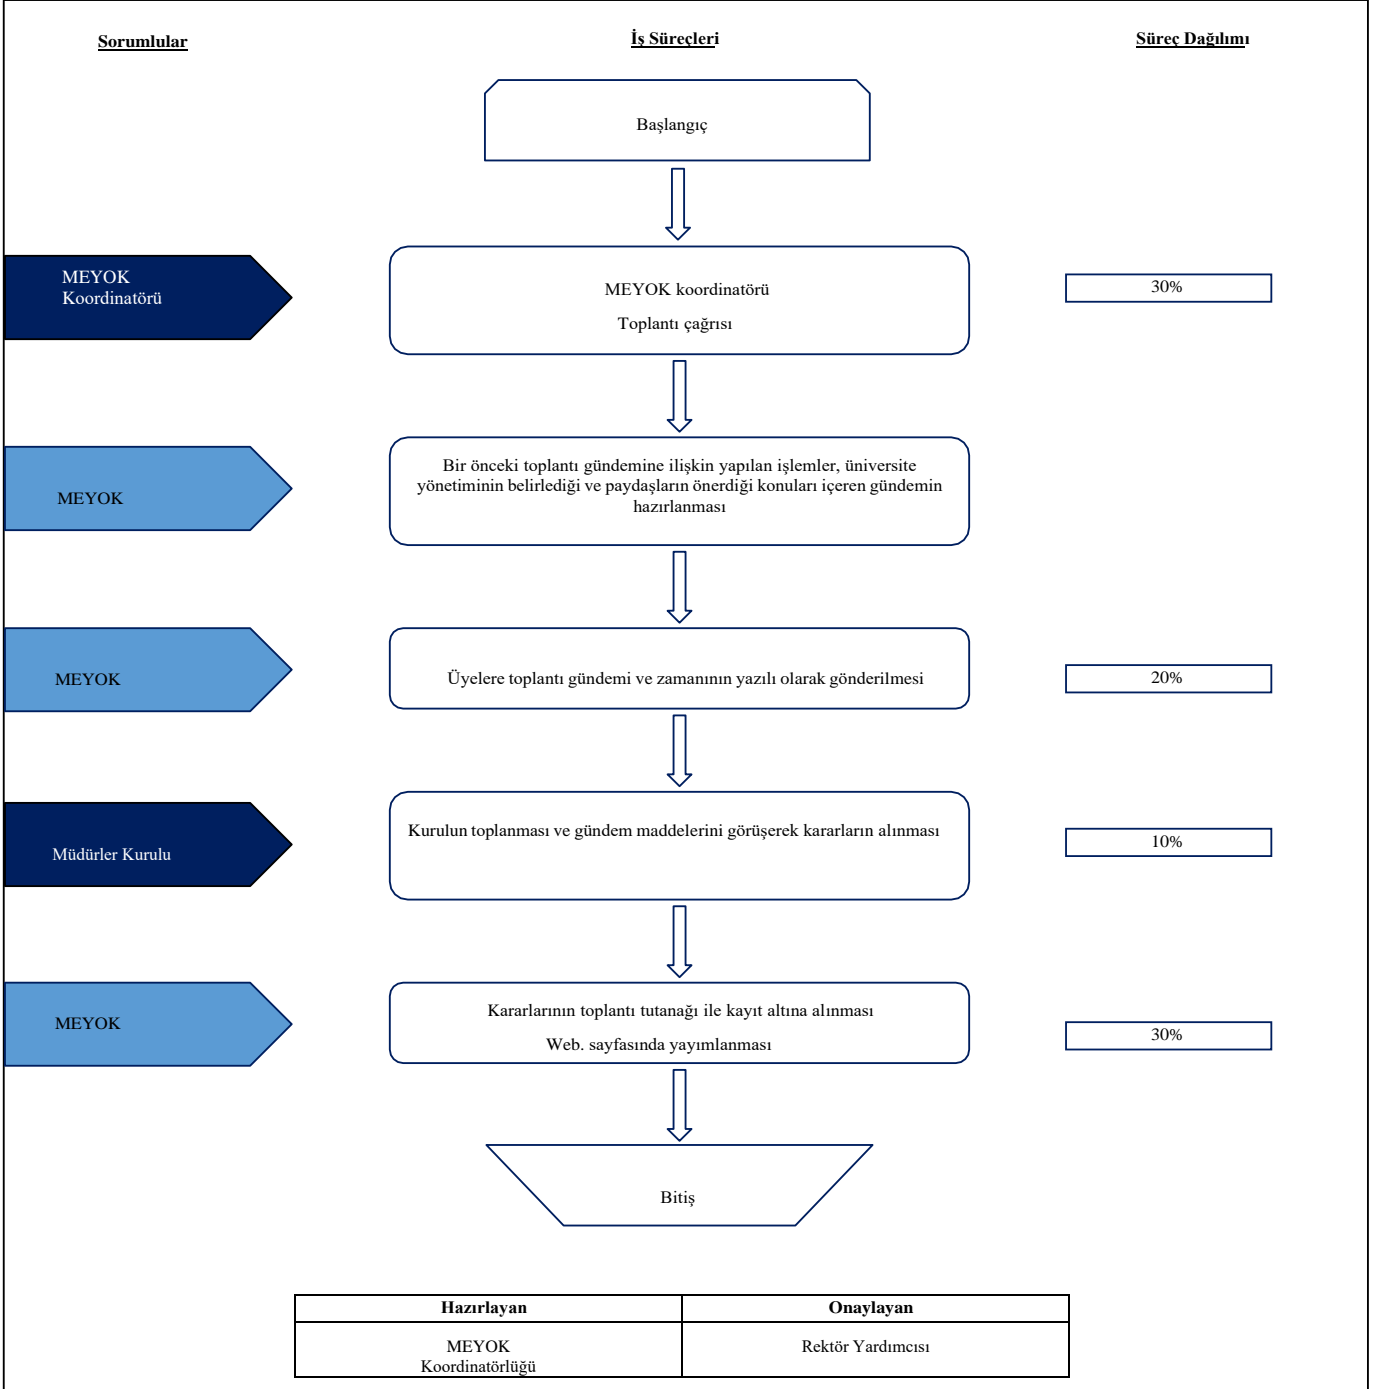 Sorumlular
İş Süreçleri
Süreç Dağılımı
Başlangıç
MEYOK
Koordinatörü
MEYOK koordinatörü
Toplantı çağrısı
30%
MEYOK
Bir önceki toplantı gündemine ilişkin yapılan işlemler, üniversite
yönetiminin belirlediği ve paydaşların önerdiği konuları içeren gündemin
hazırlanması
MEYOK
Üyelere toplantı gündemi ve zamanının yazılı olarak gönderilmesi
20%
Müdürler Kurulu
Kurulun toplanması ve gündem maddelerini görüşerek kararların alınması
10%
MEYOK
Kararlarının toplantı tutanağı ile kayıt altına alınması
Web. sayfasında yayımlanması
30%
Bitiş
Hazırlayan
Onaylayan
MEYOK
Koordinatörlüğü
Rektör Yardımcısı